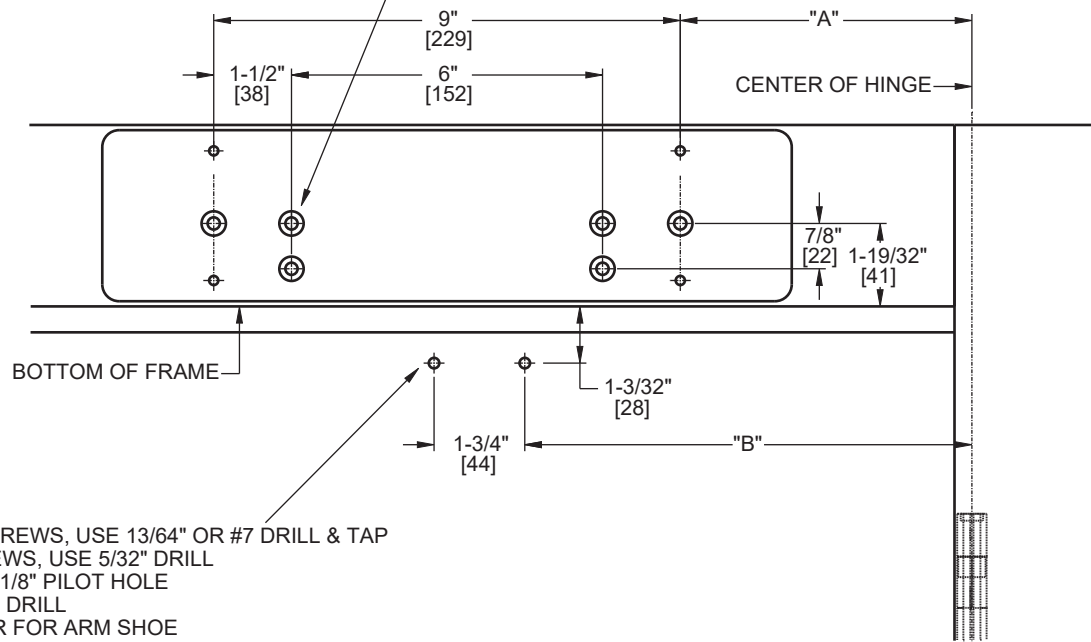 9"
[229]
"A"
1-1/2"
[38]
6"
[152]
CENTER OF HINGE
7/8"
[22]
1-19/32"
[41]
BOTTOM OF FRAME
1-3/32"
[28]
1-3/4"
[44]
"B"
REWS, USE 13/64" OR #7 DRILL & TAP
EWS, USE 5/32" DRILL
1/8" PILOT HOLE
DRILL
R FOR ARM SHOE